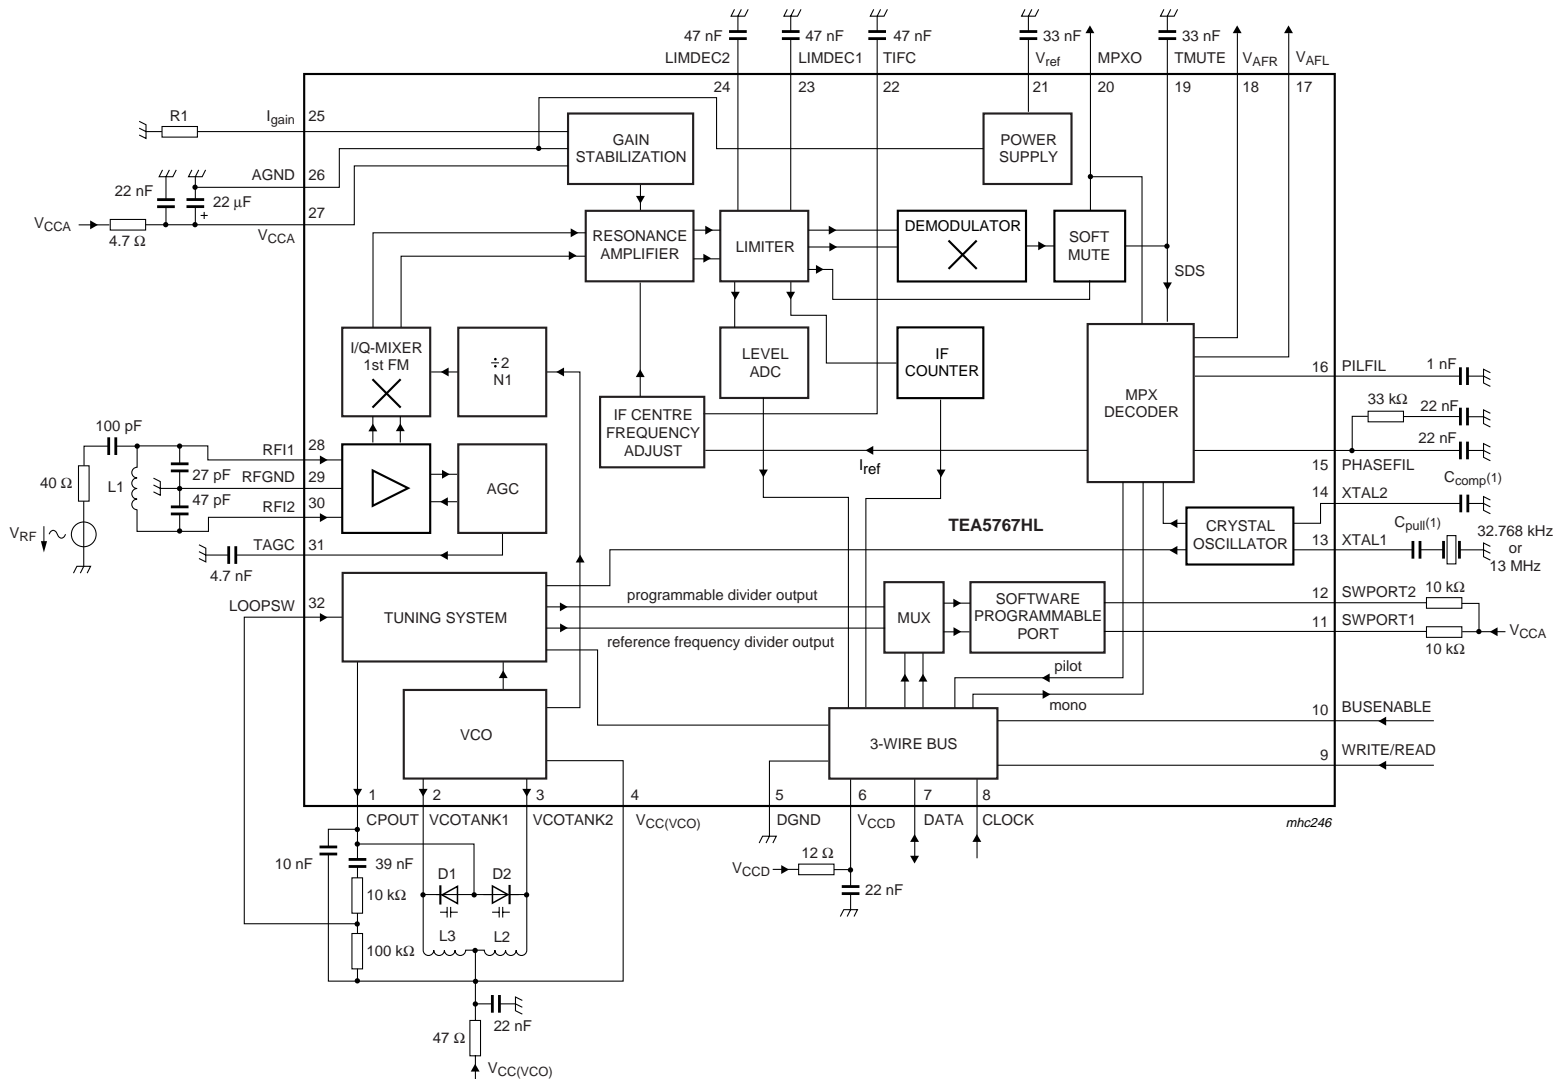 47 nF
47 nF
47 nF
33 nF
33 nF
LIMDEC2
LIMDEC1
TIFC
Vref
MPXO
TMUTE
VAFR
VAFL
24
23
22
21
20
19
18
17
R1
Igain
25
GAIN
STABILIZATION
POWER
SUPPLY
AGND
26
22 nF
22 µF
+
27
VCCA
4.7 Ω
VCCA
RESONANCE
AMPLIFIER
LIMITER
DEMODULATOR
SOFT
MUTE
SDS
I/Q-MIXER
1st FM
÷2
N1
LEVEL
ADC
IF
COUNTER
MPX
DECODER
16
PILFIL
1 nF
33 kΩ
22 nF
22 nF
15
PHASEFIL
IF CENTRE
FREQUENCY
ADJUST
Iref
100 pF
RFI1
28
27 pF
RFGND
29
40 Ω
L1
47 pF
RFI2
30
AGC
VRF
TAGC
31
4.7 nF
TEA5767HL
CRYSTAL
OSCILLATOR
14
XTAL2
Ccomp(1)
13
XTAL1
Cpull(1)
32.768 kHz
or
13 MHz
LOOPSW
32
TUNING SYSTEM
programmable divider output
reference frequency divider output
MUX
SOFTWARE
PROGRAMMABLE
PORT
12
SWPORT2
10 kΩ
11
SWPORT1
10 kΩ
VCCA
pilot
mono
VCO
3-WIRE BUS
10
BUSENABLE
9
WRITE/READ
1
2
3
4
5
6
7
8
CPOUT
VCOTANK1
VCOTANK2
VCC(VCO)
DGND
VCCD
DATA
CLOCK
mhc246
10 nF
39 nF
D1
D2
10 kΩ
L3
L2
100 kΩ
VCCD
12 Ω
22 nF
22 nF
47 Ω
VCC(VCO)